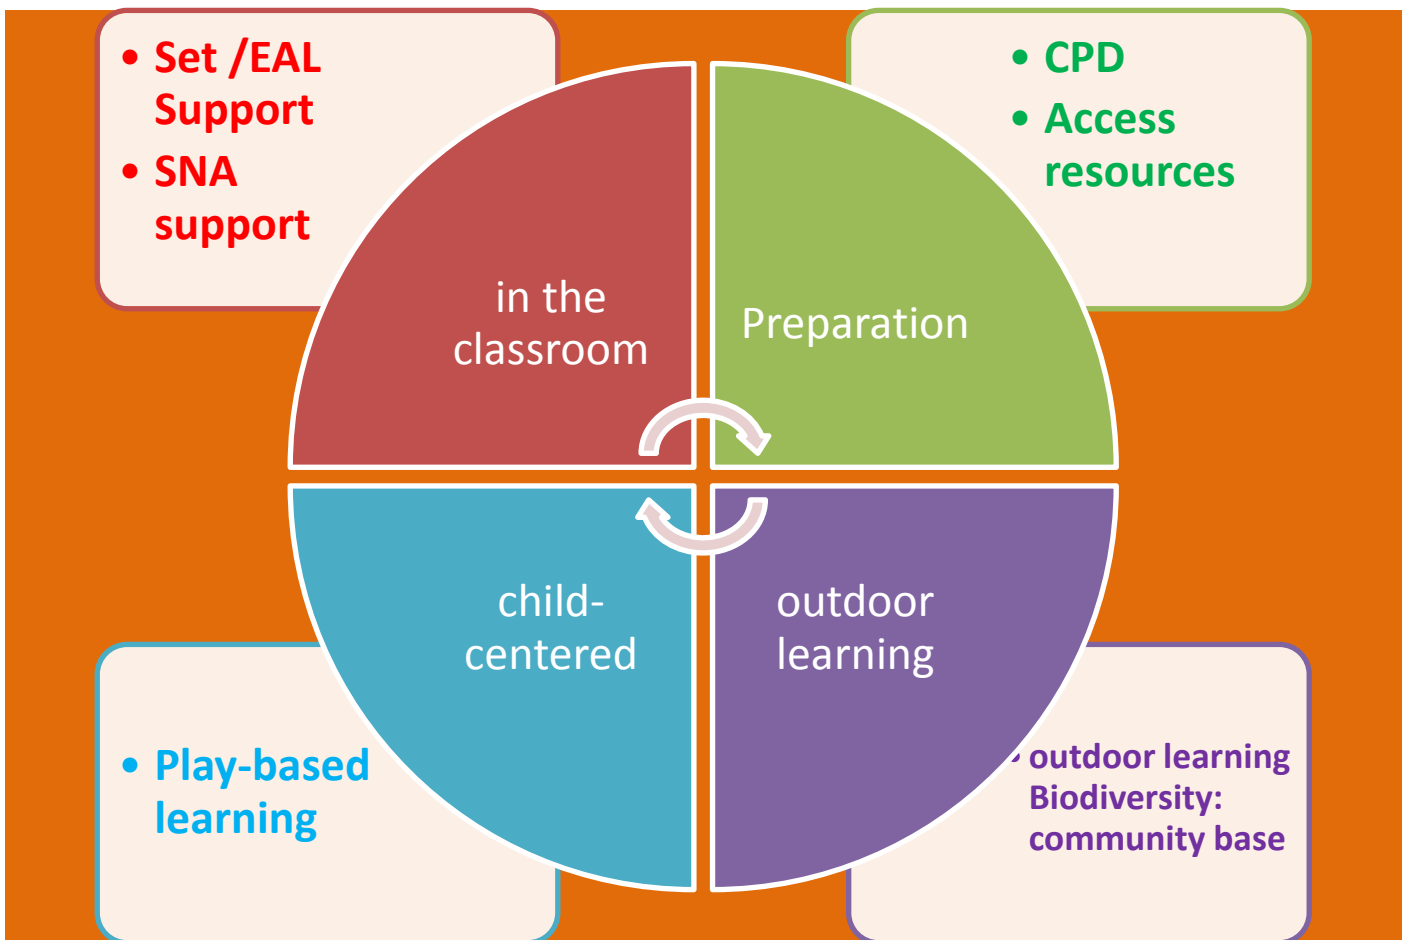 • Set /EAL
Support
• SNA
support
• CPD
• Access
resources
in the
classroom
Preparation
child-
centered
outdoor
learning
• Play-based
learning
• outdoor learning
Biodiversity:
community base